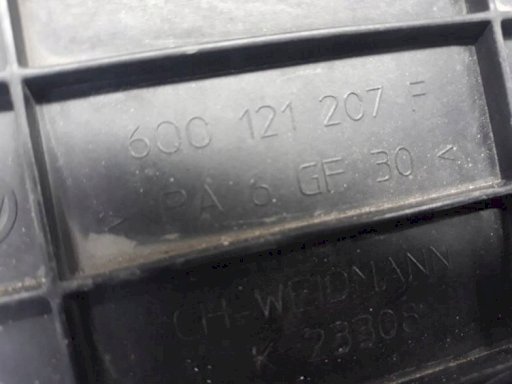 6Q0 121 207 F
> PA 6 GF 30 <
CH-WEIDMANN
K 28308